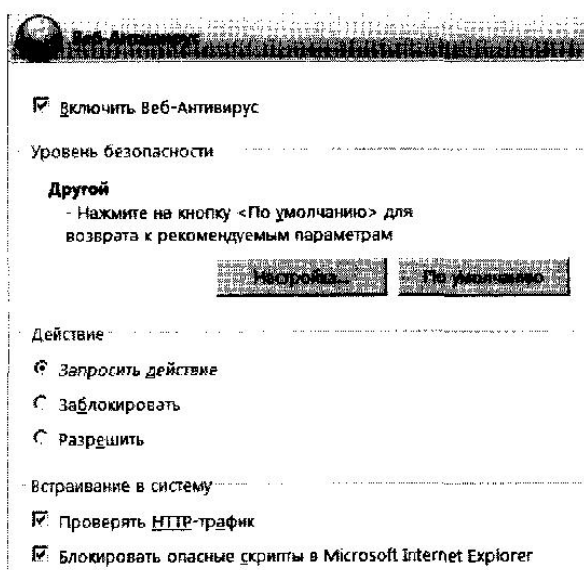 Веб-Антивирус
Включить Веб-Антивирус
Уровень безопасности
Другой
- Нажмите на кнопку <По умолчанию> для
возврата к рекомендуемым параметрам
Настройка... По умолчанию
Действие
Запросить действие
Заблокировать
Разрешить
Встраивание в систему
Проверять HTTP-трафик
Блокировать опасные скрипты в Microsoft Internet Explorer